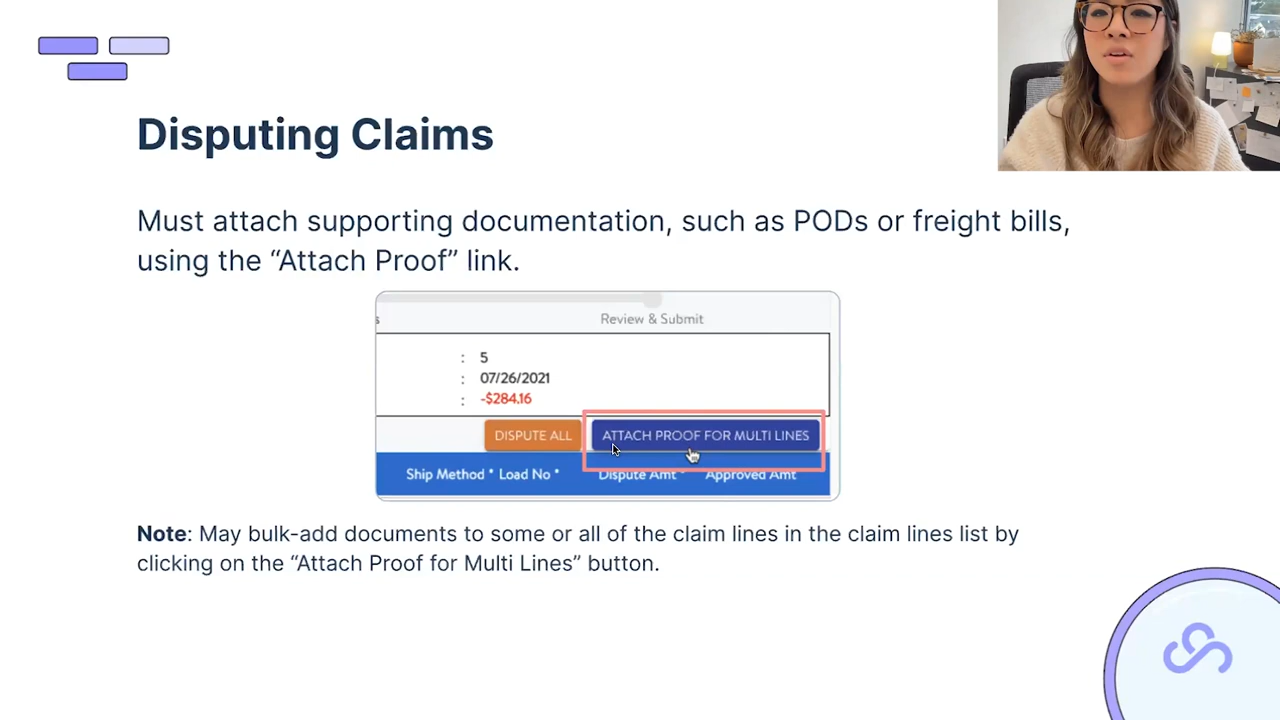 Disputing Claims
Must attach supporting documentation, such as PODs or freight bills,
using the “Attach Proof” link.
s
Review & Submit
: 5
: 07/26/2021
: -$284.16
DISPUTE ALL
ATTACH PROOF FOR MULTI LINES
Ship Method * Load No * Dispute Amt * Approved Amt
Note: May bulk-add documents to some or all of the claim lines in the claim lines list by
clicking on the “Attach Proof for Multi Lines” button.